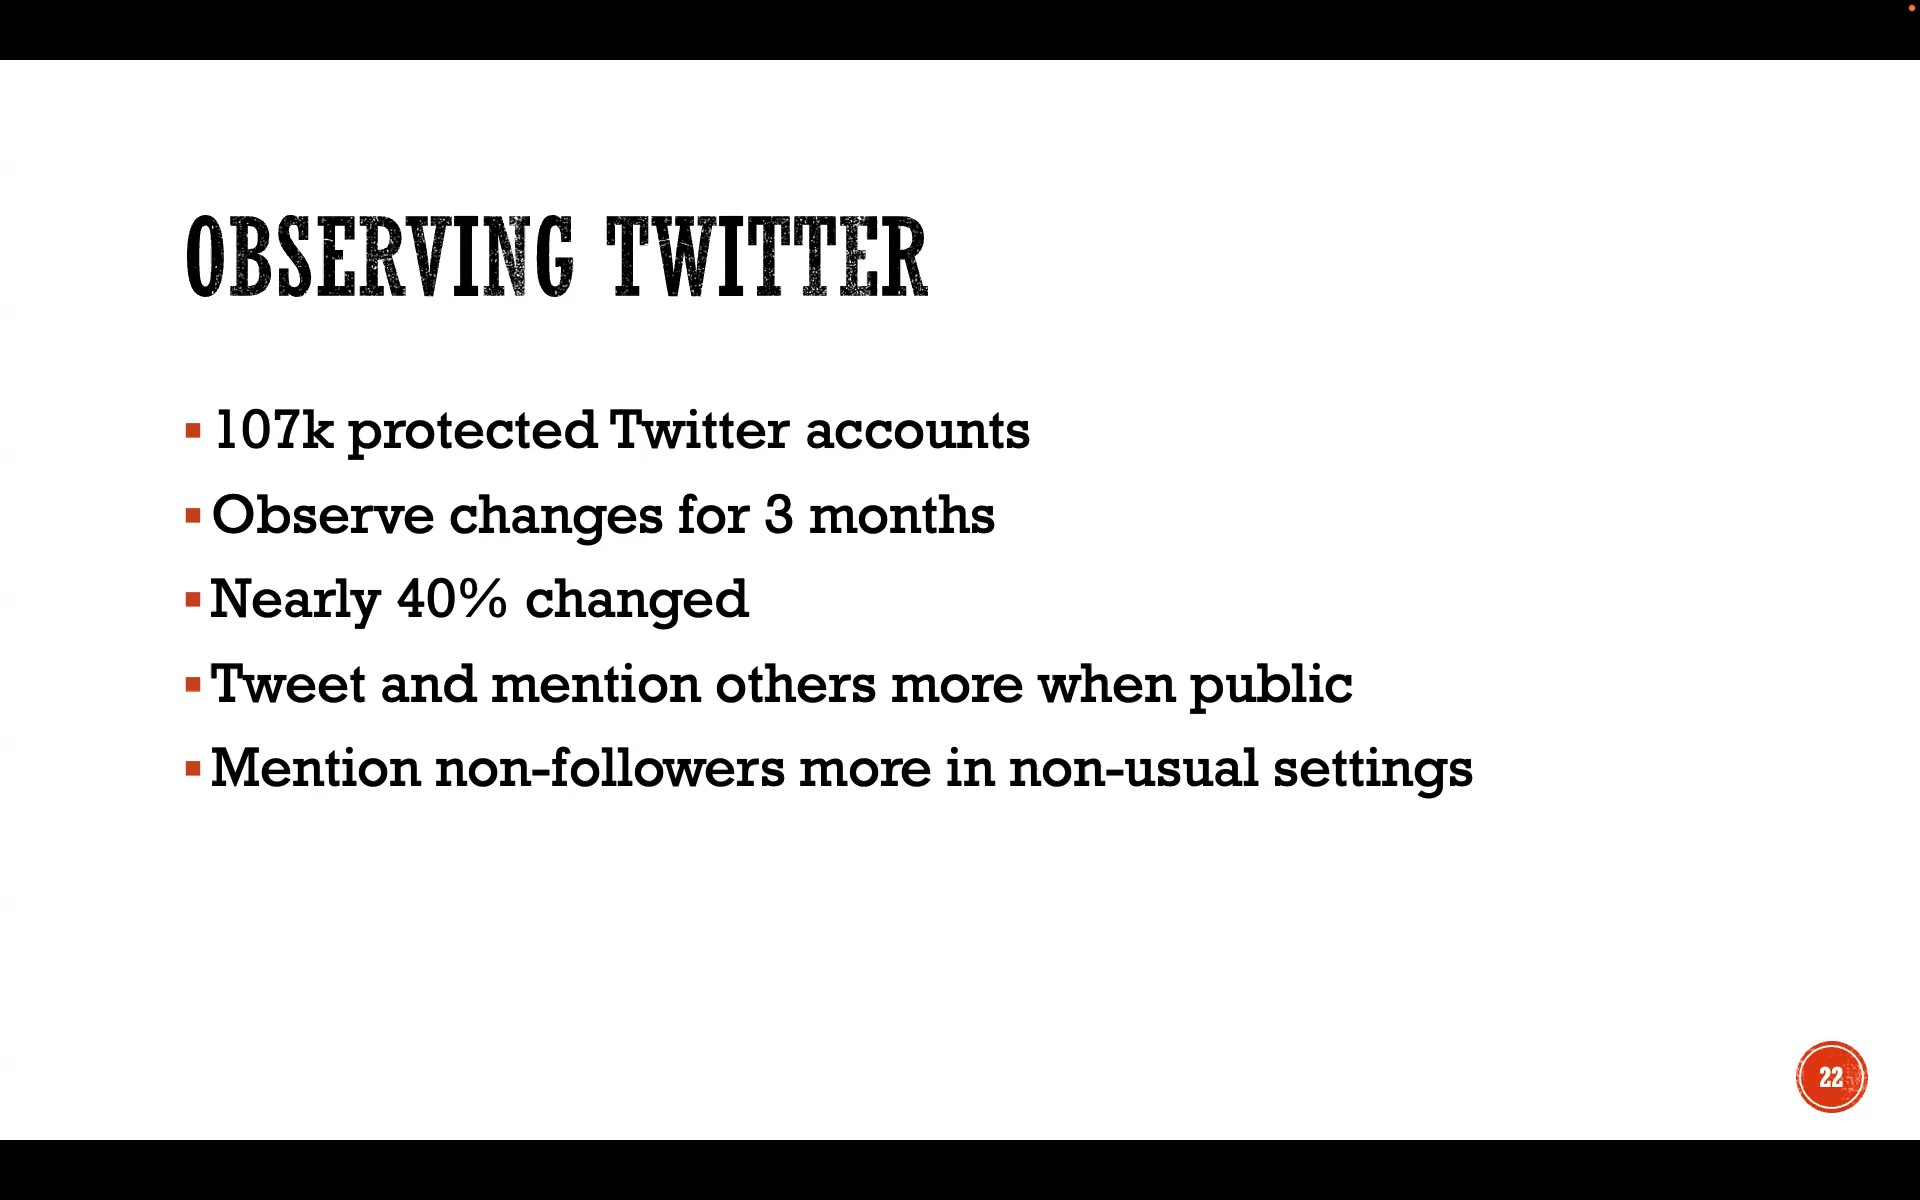 OBSERVING TWITTER
107k protected Twitter accounts
Observe changes for 3 months
Nearly 40% changed
Tweet and mention others more when public
Mention non-followers more in non-usual settings
22